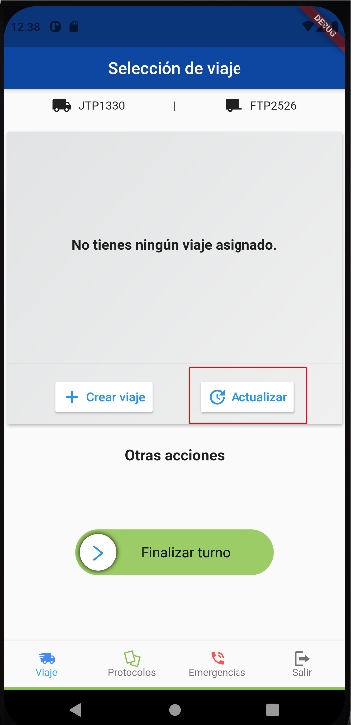 12:38
DEBUG
Selección de viaje
JTP1330 | FTP2526
No tienes ningún viaje asignado.
Crear viaje Actualizar
Otras acciones
Finalizar turno
Viaje Protocolos Emergencias Salir